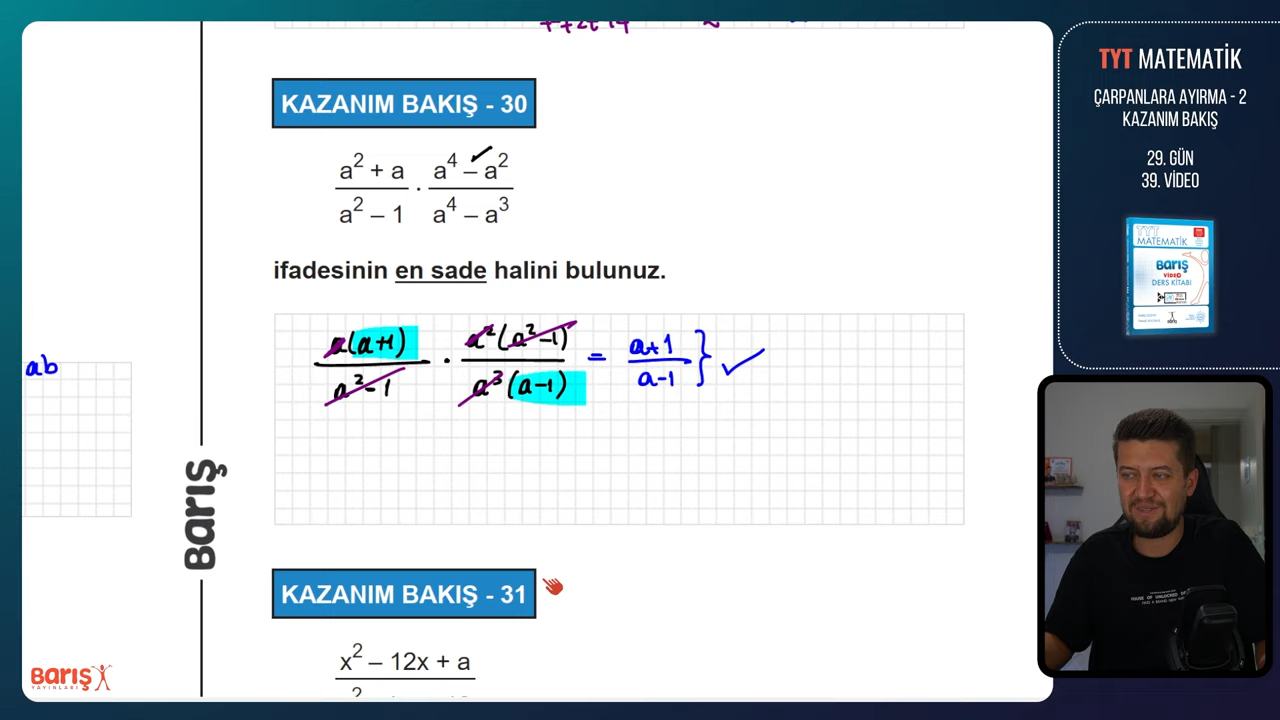 KAZANIM BAKIŞ - 30
a² + a / a² – 1 · a⁴ – a² / a⁴ – a³
ifadesinin en sade halini bulunuz.
a(a+1) / a²-1 · a²(a²-1) / a³(a-1) = a+1 / a-1 } ✓
ab
Barış
KAZANIM BAKIŞ - 31
x² – 12x + a
Barış
YAYINLARI
TYT MATEMATİK
ÇARPANLARA AYIRMA - 2
KAZANIM BAKIŞ
29. GÜN
39. VİDEO
TYT
MATEMATİK
Barış
VİDEO
DERS KİTABI